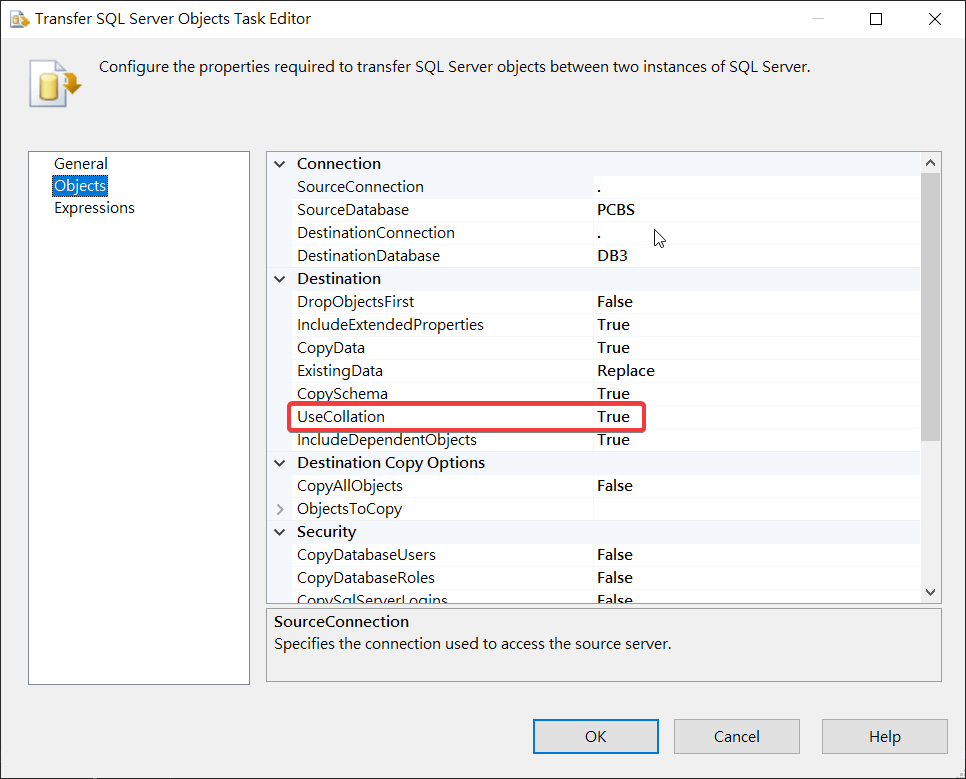 Transfer SQL Server Objects Task Editor
Configure the properties required to transfer SQL Server objects between two instances of SQL Server.
General
Objects
Expressions
Connection
SourceConnection .
SourceDatabase PCBS
DestinationConnection .
DestinationDatabase DB3
Destination
DropObjectsFirst False
IncludeExtendedProperties True
CopyData True
ExistingData Replace
CopySchema True
UseCollation True
IncludeDependentObjects True
Destination Copy Options
CopyAllObjects False
ObjectsToCopy
Security
CopyDatabaseUsers False
CopyDatabaseRoles False
CopySqlServerLogins False
SourceConnection
Specifies the connection used to access the source server.
OK Cancel Help